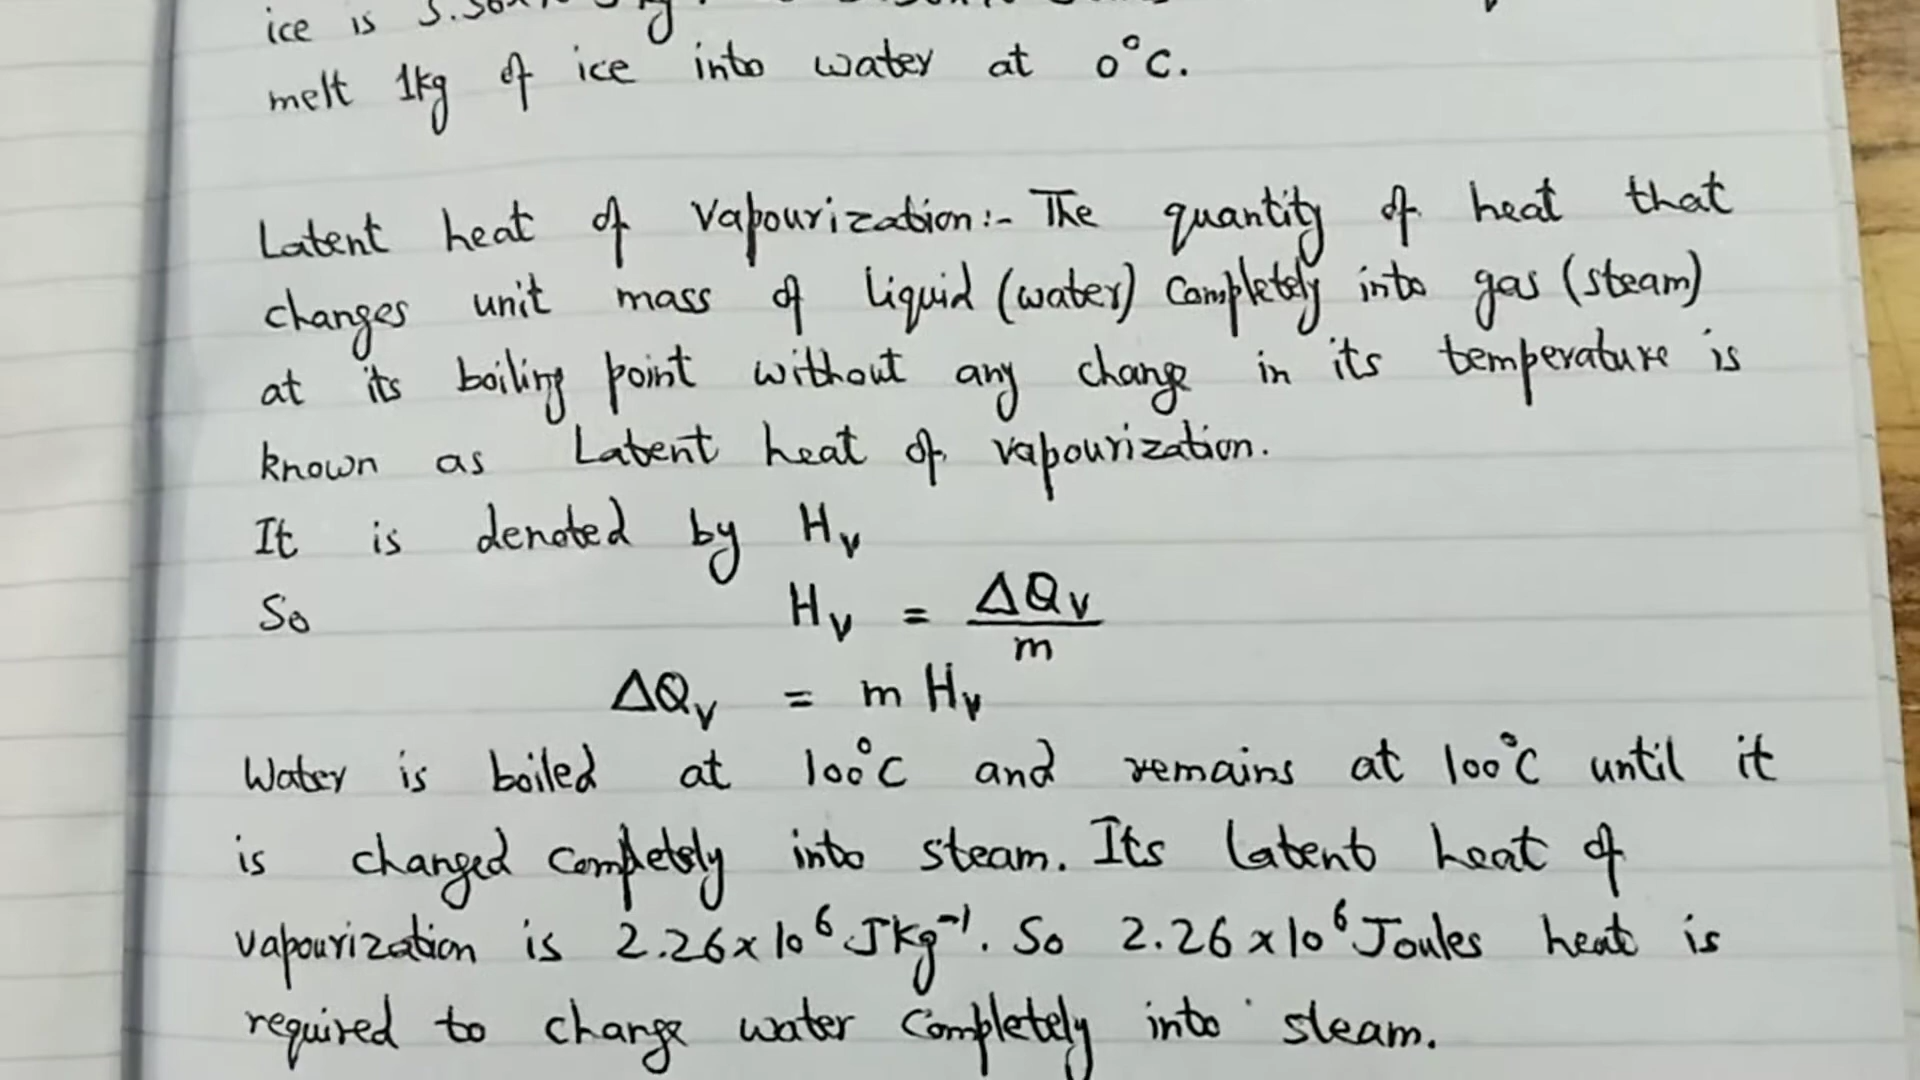 ice is
melt 1kg of ice into water at 0°C.
Latent heat of vapourization:- The quantity of heat that
changes unit mass of liquid (water) completely into gas (steam)
at its boiling point without any change in its temperature is
known as Latent heat of vapourization.
It is denoted by Hv
So Hv = ΔQv / m
ΔQv = m Hv
Water is boiled at 100°C and remains at 100°C until it
is changed completely into steam. Its latent heat of
vapourization is 2.26x10⁶ Jkg⁻¹. So 2.26x10⁶ Joules heat is
required to change water completely into steam.